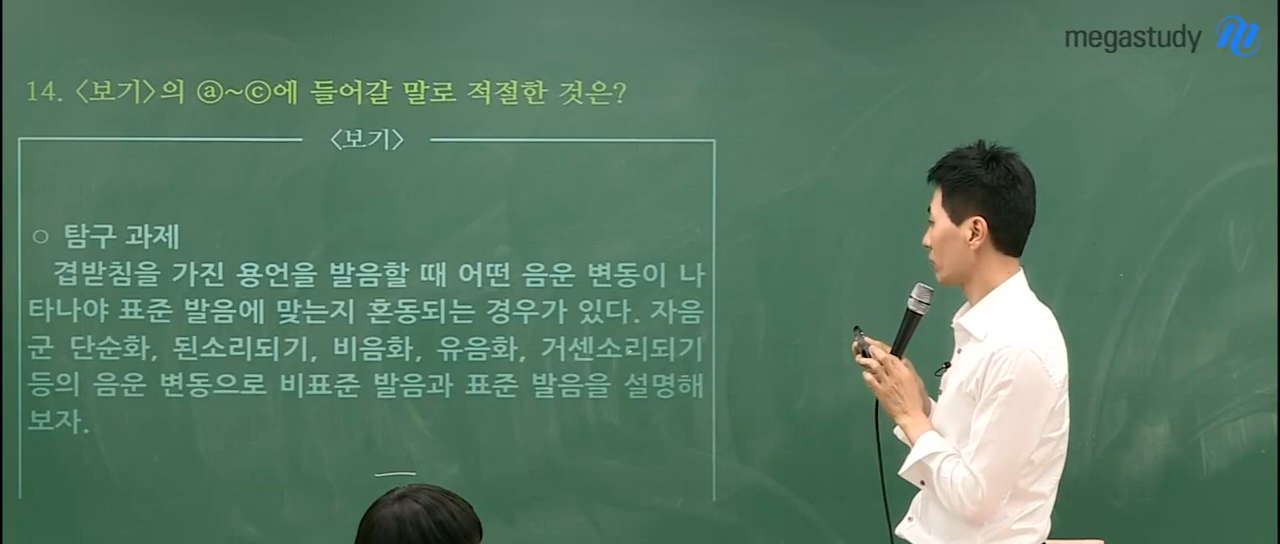 megastudy
14. <보기>의 ⓐ~ⓒ에 들어갈 말로 적절한 것은?
<보기>
○ 탐구 과제
겹받침을 가진 용언을 발음할 때 어떤 음운 변동이 나
타나야 표준 발음에 맞는지 혼동되는 경우가 있다. 자음
군 단순화, 된소리되기, 비음화, 유음화, 거센소리되기
등의 음운 변동으로 비표준 발음과 표준 발음을 설명해
보자.